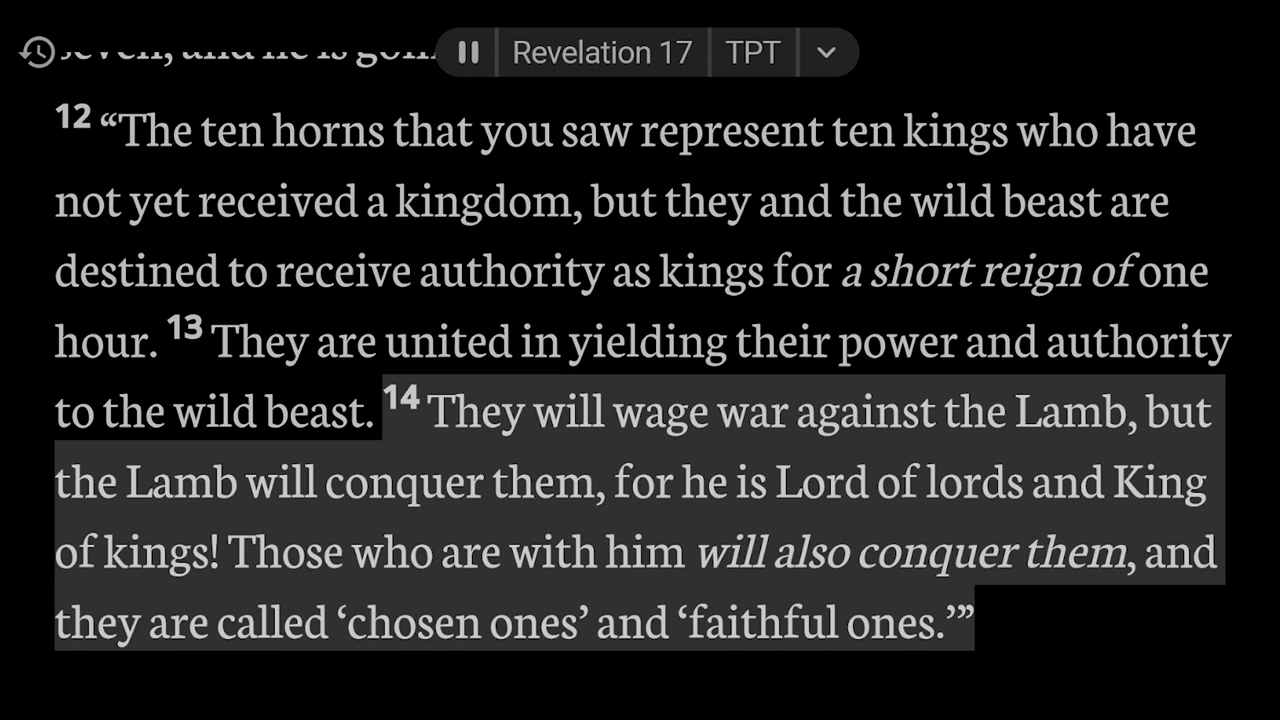 seven, and he is
Revelation 17 TPT
12 “The ten horns that you saw represent ten kings who have
not yet received a kingdom, but they and the wild beast are
destined to receive authority as kings for a short reign of one
hour. 13 They are united in yielding their power and authority
to the wild beast. 14 They will wage war against the Lamb, but
the Lamb will conquer them, for he is Lord of lords and King
of kings! Those who are with him will also conquer them, and
they are called ‘chosen ones’ and ‘faithful ones.’”